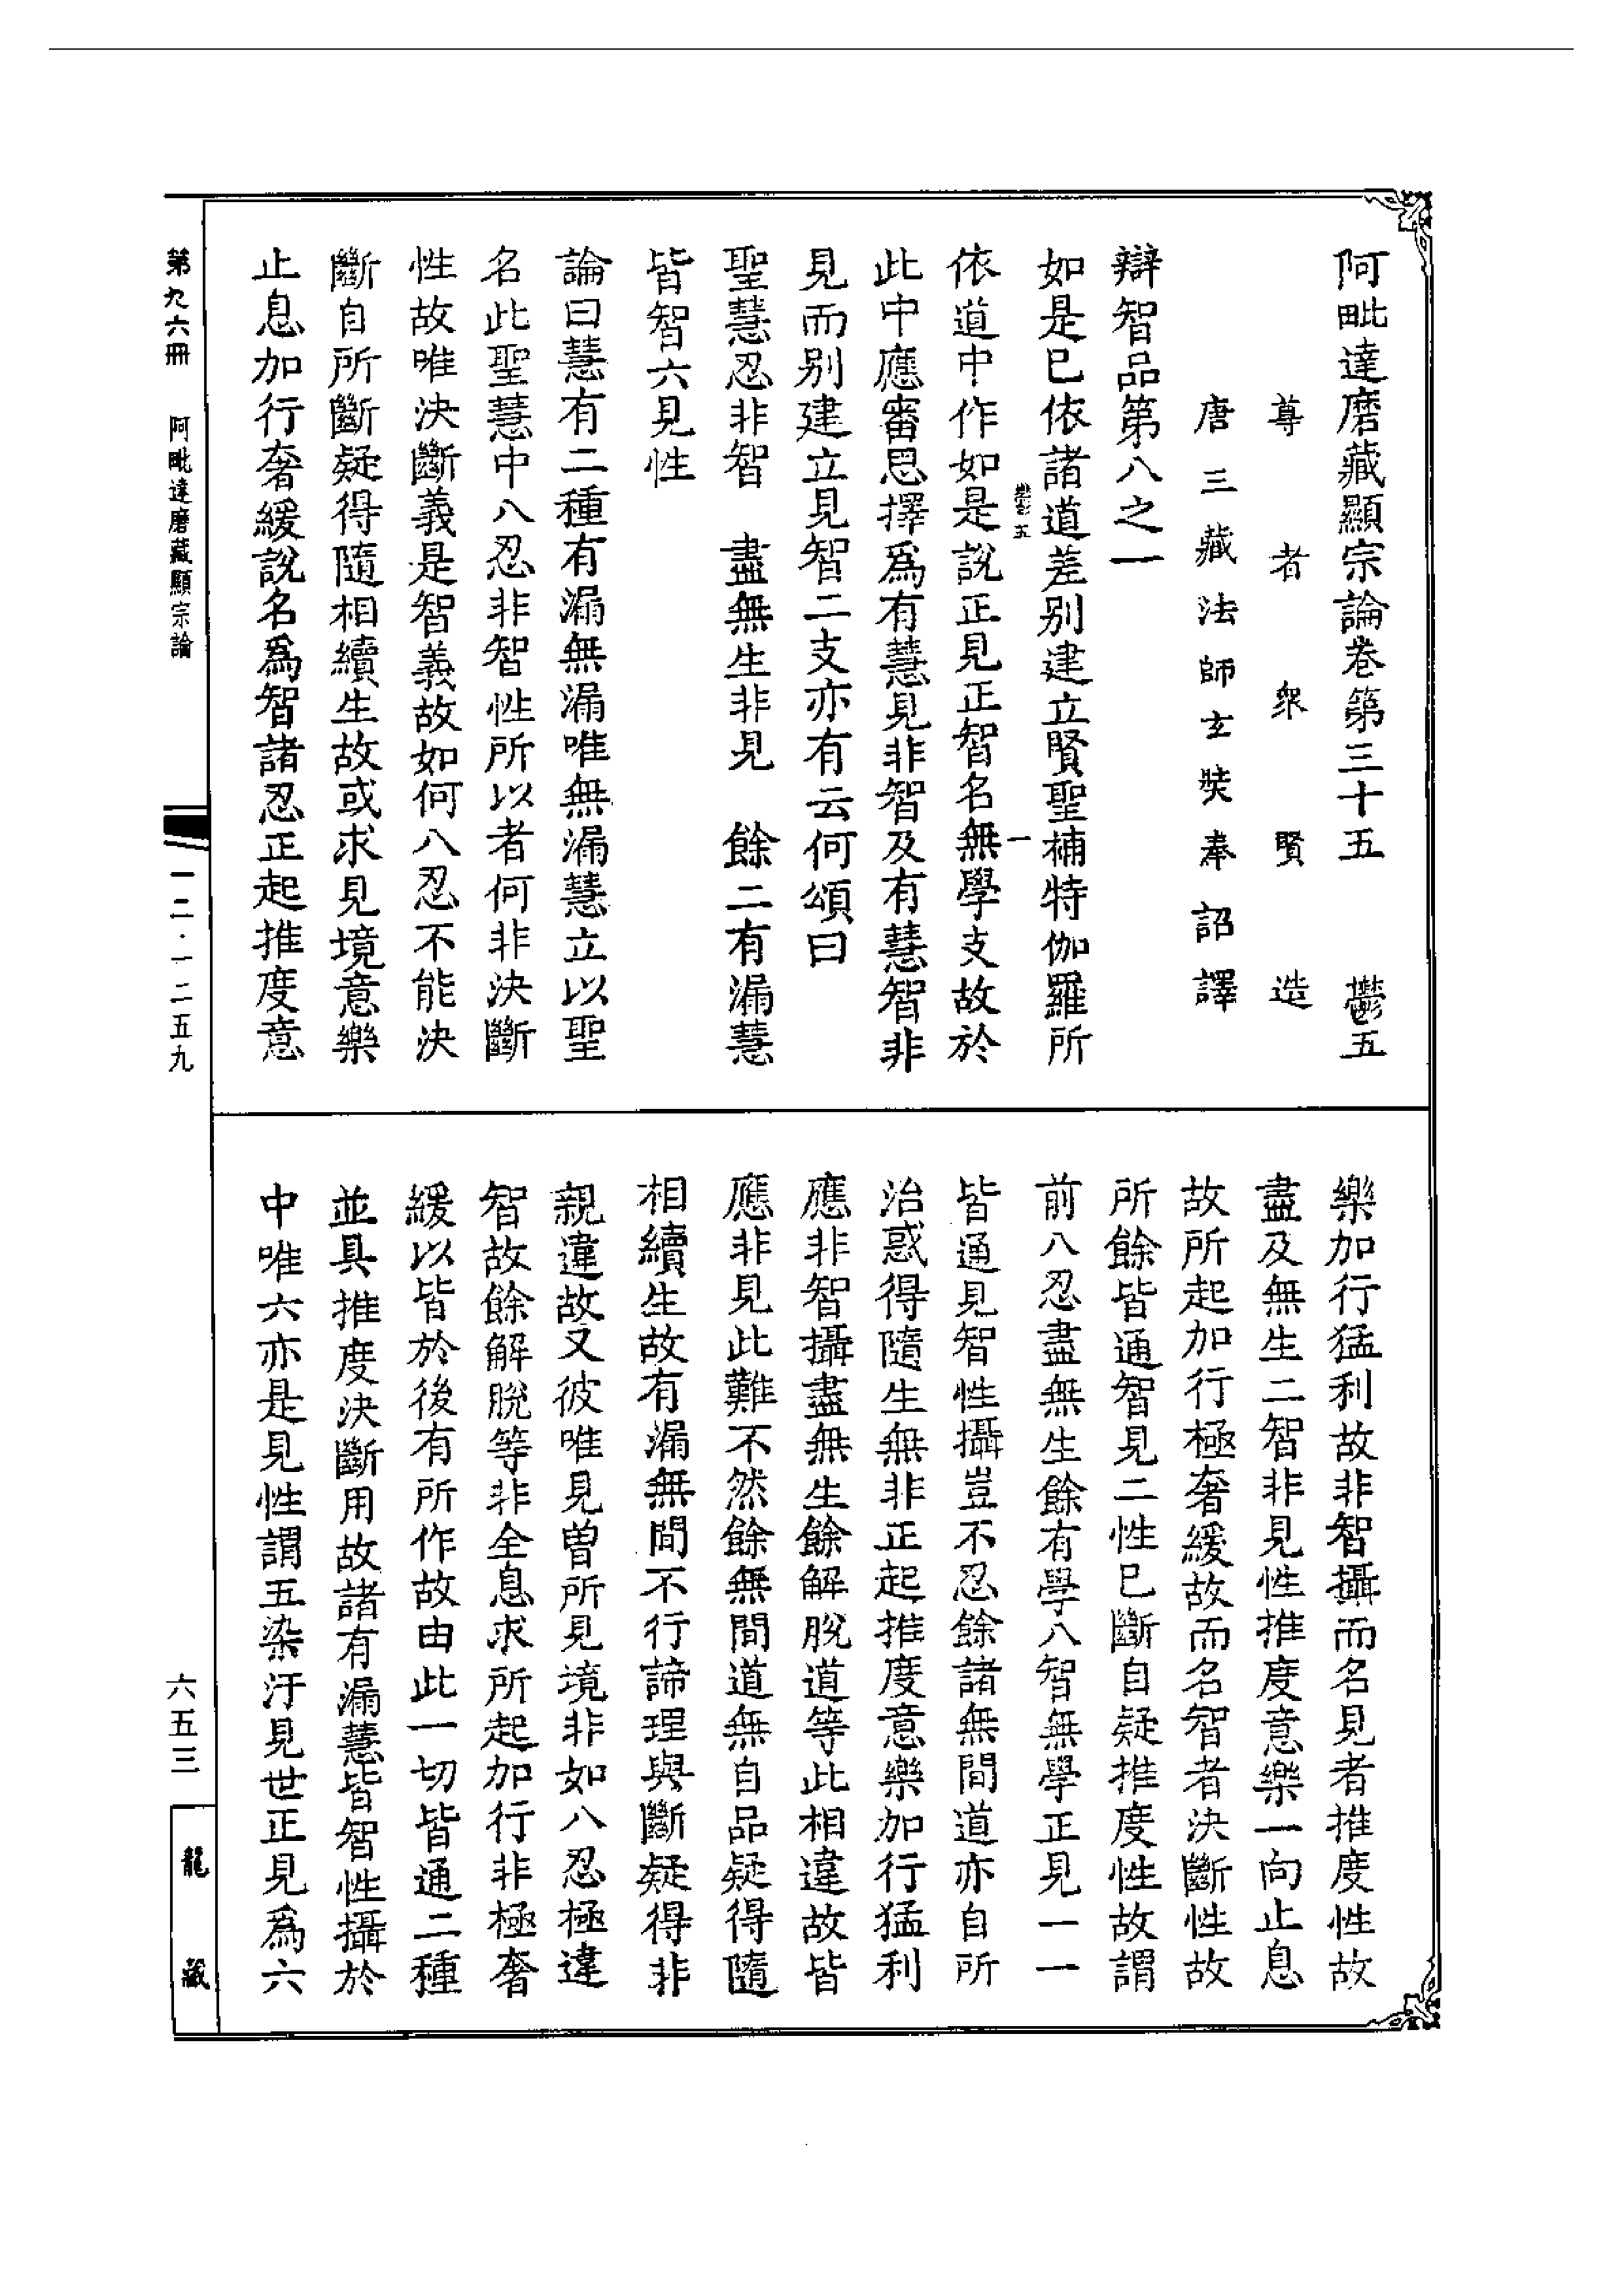 阿毗達磨藏顯宗論卷第三十五　鬱五
尊者衆賢造
唐三藏法師玄奘奉詔譯
辯智品第八之一
如是已依諸道差別建立賢聖補特伽羅所
鬱五　一
依道中作如是說正見正智名無學支故於
此中應審思擇爲有慧見非智及有慧智非
見而別建立見智二支亦有云何頌曰
聖慧忍非智　盡無生非見　餘二有漏慧
皆智六見性
論曰慧有二種有漏無漏唯無漏慧立以聖
名此聖慧中八忍非智性所以者何非決斷
性故唯決斷義是智義故如何八忍不能決
斷自所斷疑得隨相續生故或求見境意樂
止息加行奢緩說名爲智諸忍正起推度意
樂加行猛利故非智攝而名見者推度性故
盡及無生二智非見性推度意樂一向止息
故所起加行極奢緩故而名智者決斷性故
所餘皆通智見二性已斷自疑推度性故謂
前八忍盡無生餘有學八智無學正見一一
皆通見智性攝豈不忍餘諸無間道亦自所
治惑得隨生無非正起推度意樂加行猛利
應非智攝盡無生餘解脫道等此相違故皆
應非見此難不然餘無間道無自品疑得隨
相續生故有漏無間不行諦理與斷疑得非
親違故又彼唯見曾所見境非如八忍極違
智故餘解脫等非全息求所起加行非極奢
緩以皆於後有所作故由此一切皆通二種
並具推度決斷用故諸有漏慧皆智性攝於
中唯六亦是見性謂五染汙見世正見爲六
第九六冊　阿毗達磨藏顯宗論
一二·一二五九
六五三
龍藏